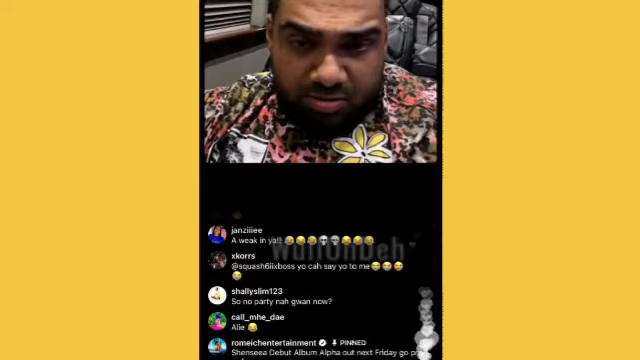 janziiiee
A weak in ya!! 😂😂😂💀💀😂😂😂
xkorrs
@squash6iixboss yo cah say yo to me😂😂😂
😂
shallyslim123
So no party nah gwan now?
call_mhe_dae
Alie 😂
romeichentertainment PINNED
Shenseea Debut Album Alpha out next Friday go